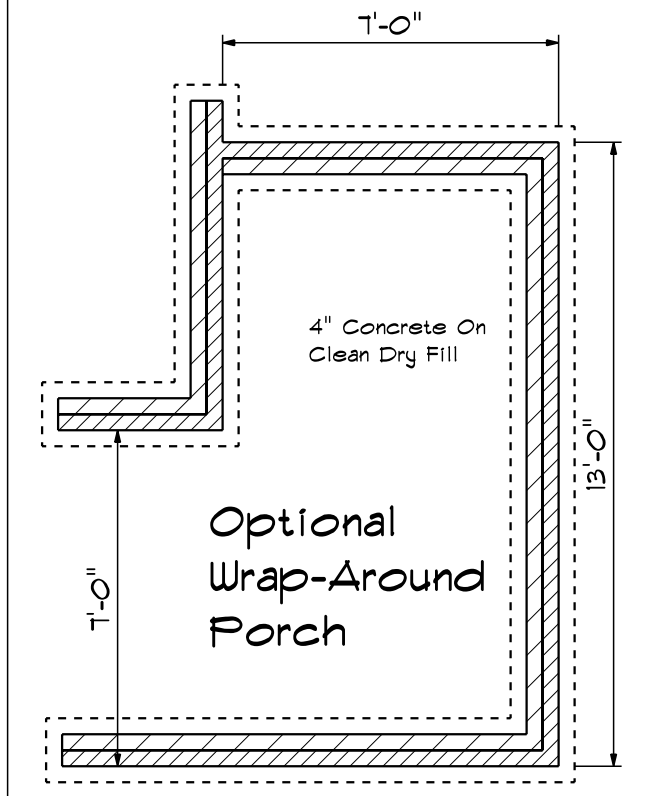 7'-0"
4" Concrete On
Clean Dry Fill
13'-0"
Optional
Wrap-Around
Porch
7'-0"